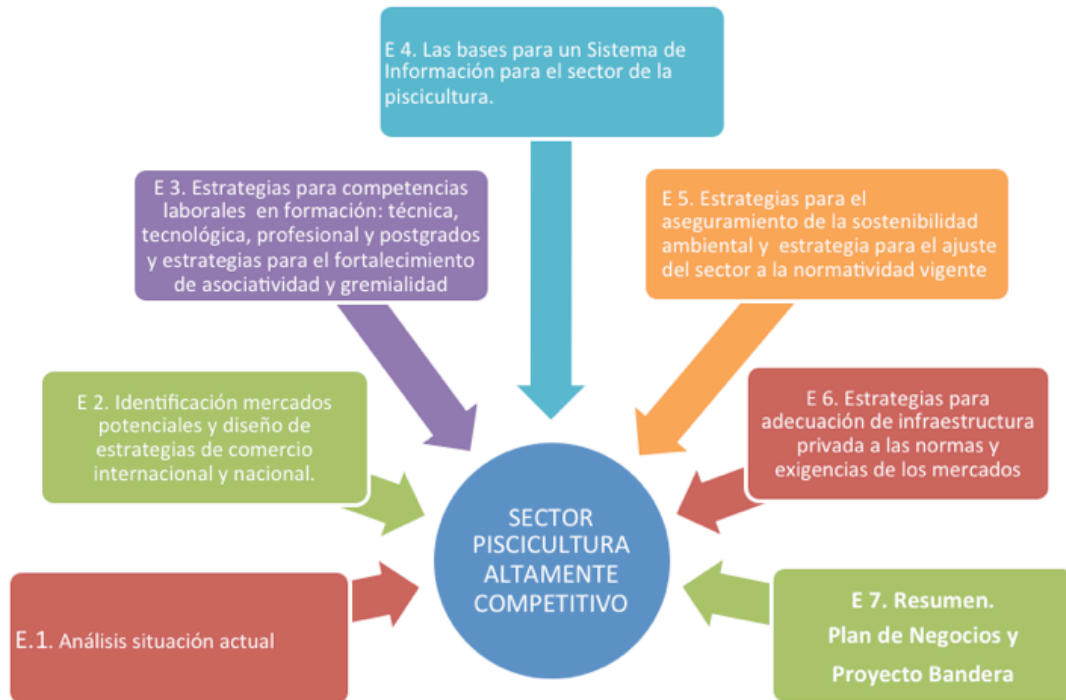 E 4. Las bases para un Sistema de
Información para el sector de la
piscicultura.
E 3. Estrategias para competencias
laborales en formación: técnica,
tecnológica, profesional y postgrados
y estrategias para el fortalecimiento
de asociatividad y gremialidad
E 5. Estrategias para el
aseguramiento de la sostenibilidad
ambiental y estrategia para el ajuste
del sector a la normatividad vigente
E 2. Identificación mercados
potenciales y diseño de
estrategias de comercio
internacional y nacional.
E 6. Estrategias para
adecuación de infraestructura
privada a las normas y
exigencias de los mercados
SECTOR
PISCICULTURA
ALTAMENTE
COMPETITIVO
E.1. Análisis situación actual
E 7. Resumen.
Plan de Negocios y
Proyecto Bandera